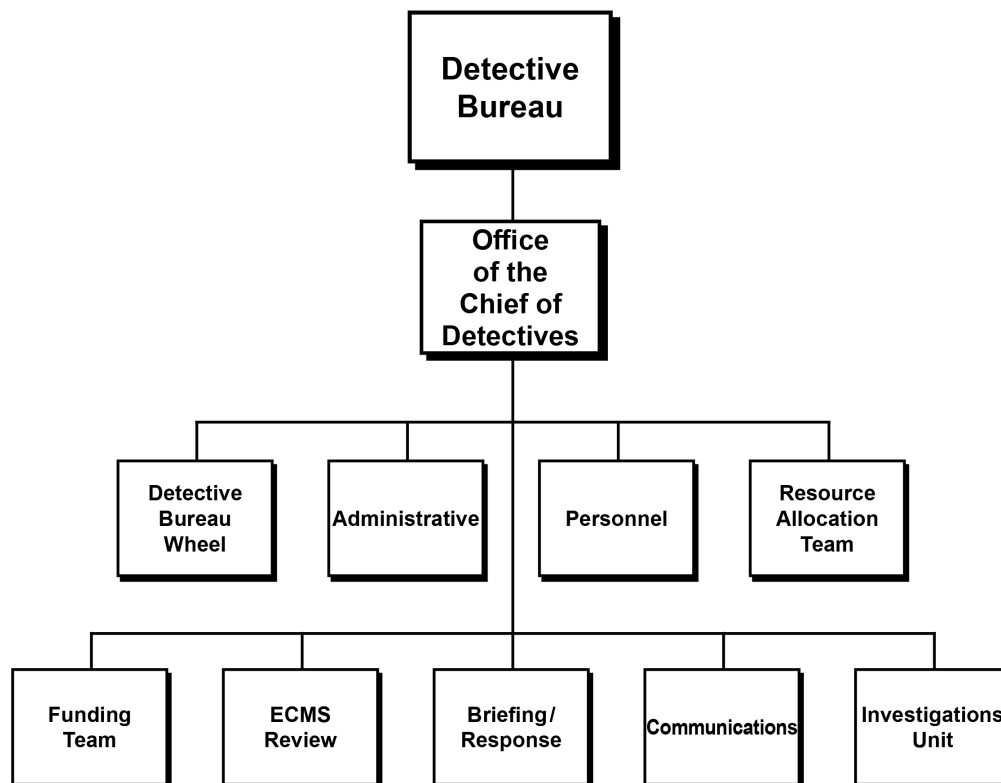 Detective
Bureau
Office
of the
Chief of
Detectives
Detective
Bureau
Wheel
Administrative
Personnel
Resource
Allocation
Team
Funding
Team
ECMS
Review
Briefing/
Response
Communications
Investigations
Unit